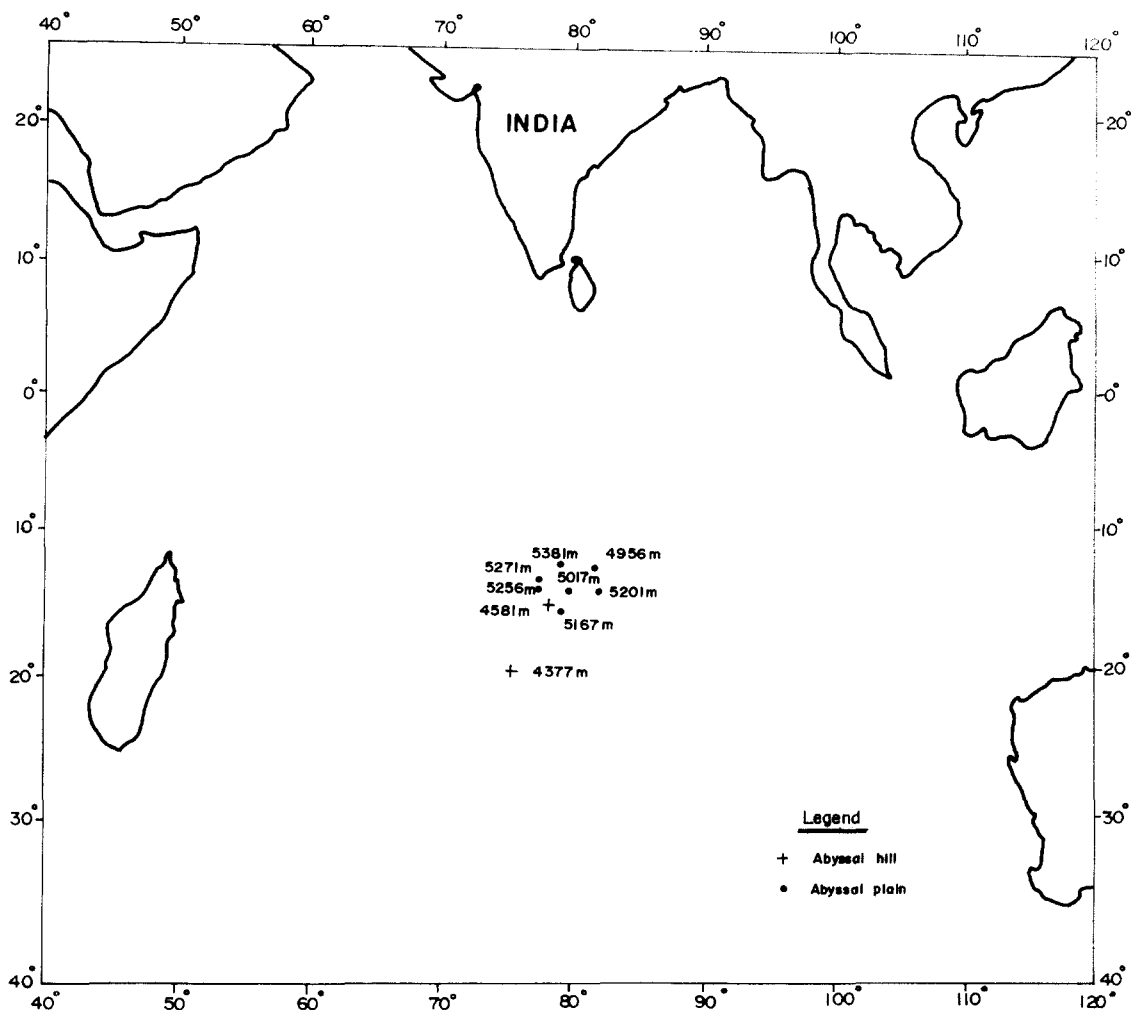 40° 50° 60° 70° 80° 90° 100° 110° 120°
INDIA
20° 20°
10° 10°
0° 0°
10° 10°
5381m 4956m
5271m 5017m
5256m 5201m
4581m 5167m
20° 4377m 20°
30° 30°
Legend
+ Abyssal hill
• Abyssal plain
40° 40°
40° 50° 60° 70° 80° 90° 100° 110° 120°